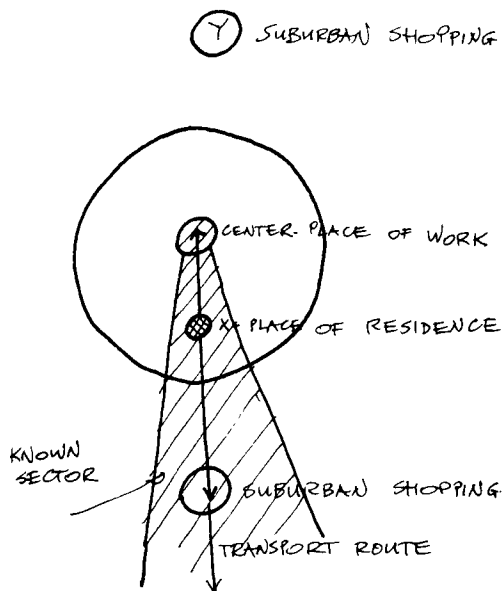 Y SUBURBAN SHOPPING
CENTER- PLACE OF WORK
X- PLACE OF RESIDENCE
KNOWN
SECTOR
SUBURBAN SHOPPING.
TRANSPORT ROUTE